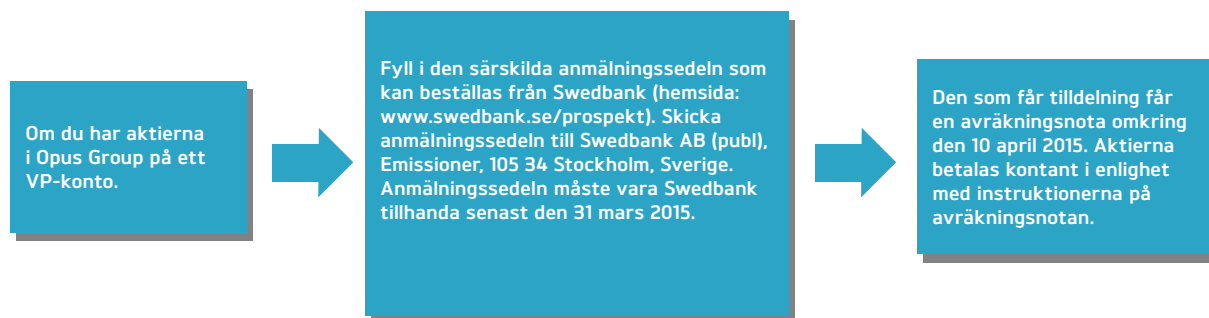 Om du har aktierna
i Opus Group på ett
VP-konto.
Fyll i den särskilda anmälningssedeln som
kan beställas från Swedbank (hemsida:
www.swedbank.se/prospekt). Skicka
anmälningssedeln till Swedbank AB (publ),
Emissioner, 105 34 Stockholm, Sverige.
Anmälningssedeln måste vara Swedbank
tillhanda senast den 31 mars 2015.
Den som får tilldelning får
en avräkningsnota omkring
den 10 april 2015. Aktierna
betalas kontant i enlighet
med instruktionerna på
avräkningsnotan.